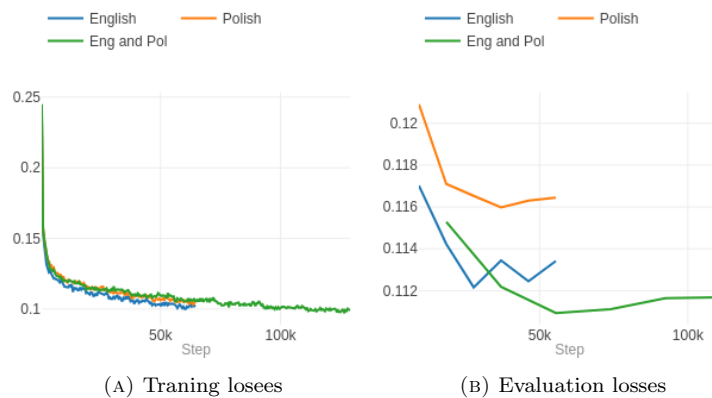 English Polish
Eng and Pol
0.25
0.2
0.15
0.1
50k 100k
Step
(A) Traning losees
English Polish
Eng and Pol
0.12
0.118
0.116
0.114
0.112
50k 100k
Step
(B) Evaluation losses